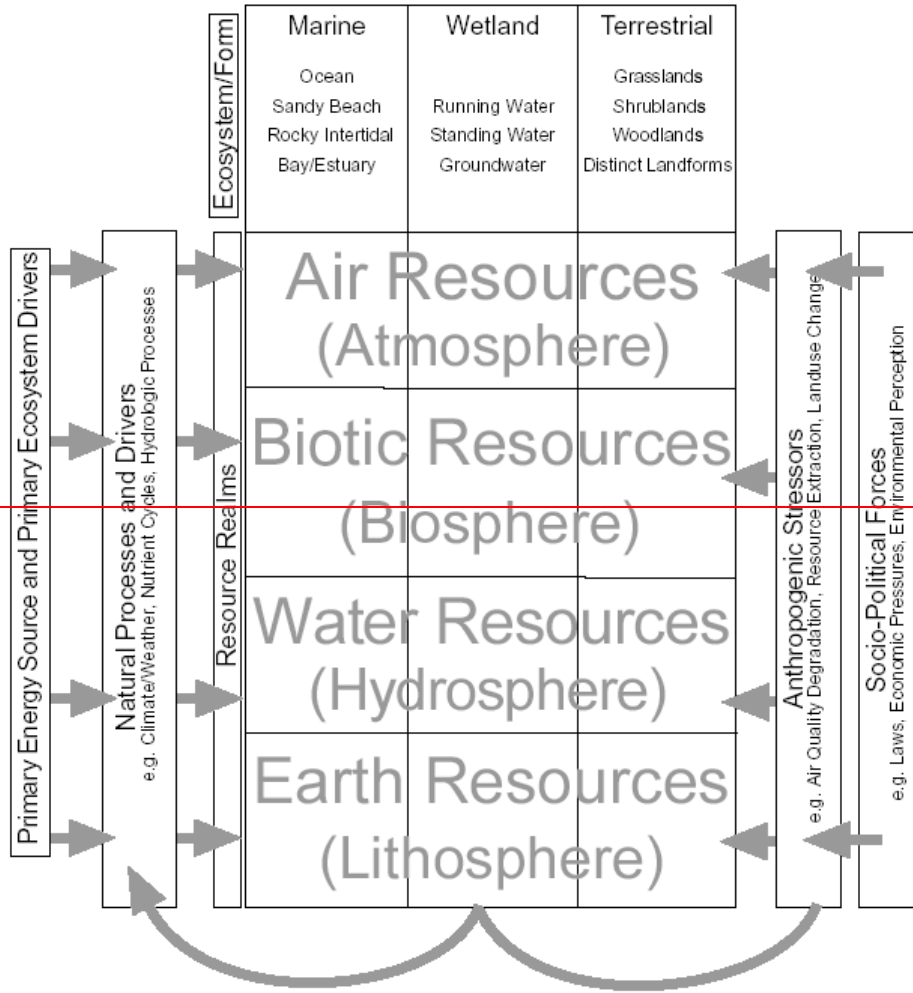 Ecosystem/Form
Marine
Ocean
Sandy Beach
Rocky Intertidal
Bay/Estuary
Wetland
Running Water
Standing Water
Groundwater
Terrestrial
Grasslands
Shrublands
Woodlands
Distinct Landforms
Primary Energy Source and Primary Ecosystem Drivers
Natural Processes and Drivers
e.g. Climate/Weather, Nutrient Cycles, Hydrologic Processes
Resource Realms
Air Resources
(Atmosphere)
Biotic Resources
(Biosphere)
Water Resources
(Hydrosphere)
Earth Resources
(Lithosphere)
Anthropogenic Stressors
e.g. Air Quality Degradation, Resource Extraction, Landuse Change
Socio-Political Forces
e.g. Laws, Economic Pressures, Environmental Perception